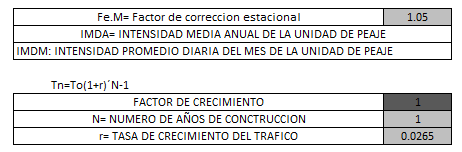 Fe.M= Factor de correccion estacional 1.05
IMDA= INTENSIDAD MEDIA ANUAL DE LA UNIDAD DE PEAJE
IMDM: INTENSIDAD PROMEDIO DIARIA DEL MES DE LA UNIDAD DE PEAJE
Tn=To(1+r)´N-1
FACTOR DE CRECIMIENTO 1
N= NUMERO DE AÑOS DE CONSTRUCCION 1
r= TASA DE CRECIMIENTO DEL TRAFICO 0.0265